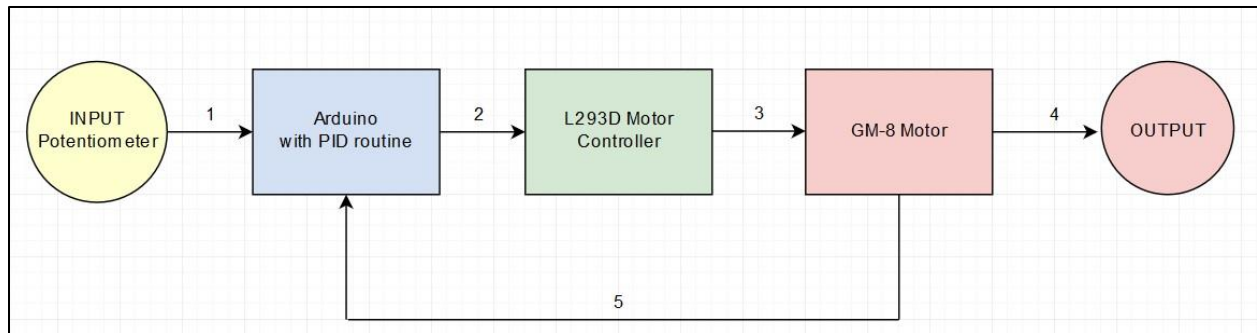 INPUT
Potentiometer
1
Arduino
with PID routine
2
L293D Motor
Controller
3
GM-8 Motor
4
OUTPUT
5